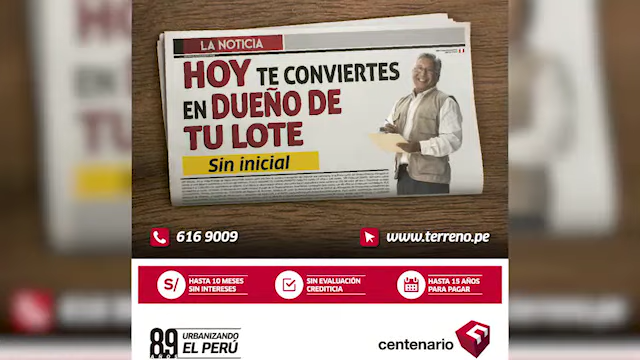 LA NOTICIA
HOY TE CONVIERTES
EN DUEÑO DE
TU LOTE
Sin inicial
616 9009
www.terreno.pe
S/
HASTA 10 MESES
SIN INTERESES
SIN EVALUACIÓN
CREDITICIA
HASTA 15 AÑOS
PARA PAGAR
89
AÑOS
URBANIZANDO
EL PERÚ
centenario